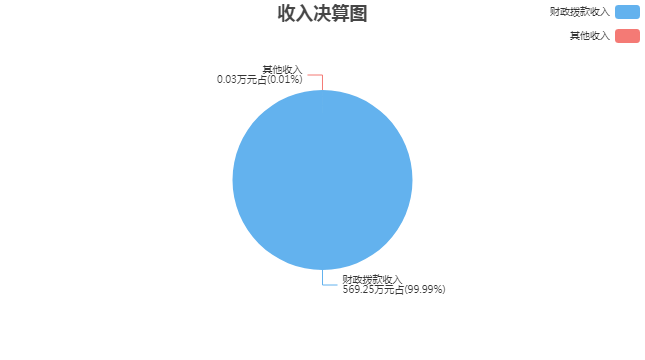 收入决算图
财政拨款收入
其他收入
其他收入
0.03万元占(0.01%)
财政拨款收入
569.25万元占(99.99%)